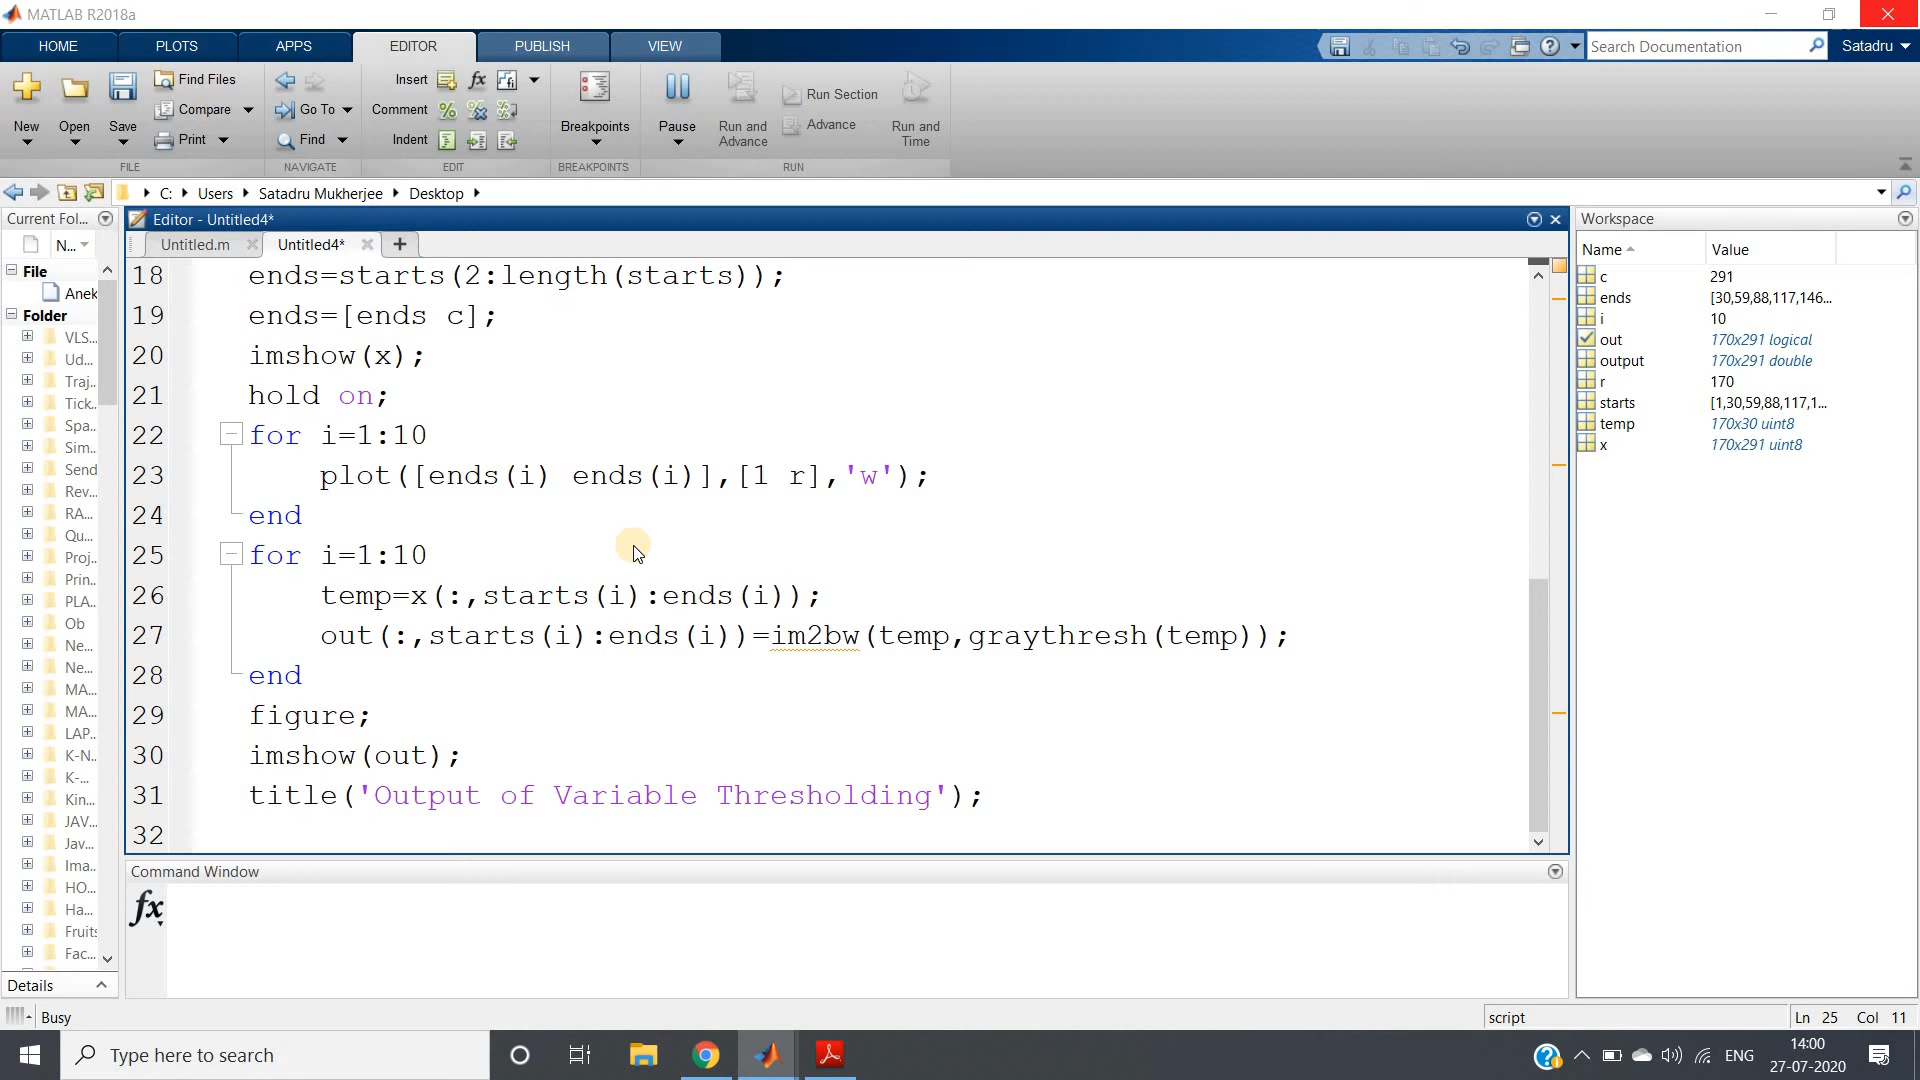 MATLAB R2018a
HOME PLOTS APPS EDITOR PUBLISH VIEW
Search Documentation
Satadru
New
Open
Save
Find Files
Compare
Print
FILE
Go To
Find
NAVIGATE
Insert
Comment
Indent
EDIT
Breakpoints
BREAKPOINTS
Pause
Run and
Advance
Run Section
Advance
Run and
Time
RUN
C: Users Satadru Mukherjee Desktop
Current Fol...
N...
File
Anek
Folder
VLS...
Ud...
Traj...
Tick...
Spa...
Sim...
Send
Rev...
RA...
Qu...
Proj...
Prin...
PLA...
Ob
Ne...
Ne...
MA...
MA...
LAP...
K-N...
K-...
Kin...
JAV...
Jav...
Ima...
HO...
Ha...
Fruits
Fac...
Details
Editor - Untitled4*
Untitled.m Untitled4*
18 ends=starts(2:length(starts));
19 ends=[ends c];
20 imshow(x);
21 hold on;
22 for i=1:10
23 plot([ends(i) ends(i)],[1 r],'w');
24 end
25 for i=1:10
26 temp=x(:,starts(i):ends(i));
27 out(:,starts(i):ends(i))=im2bw(temp,graythresh(temp));
28 end
29 figure;
30 imshow(out);
31 title('Output of Variable Thresholding');
32
Command Window
fx
Workspace
Name Value
c 291
ends [30,59,88,117,146...
i 10
out 170x291 logical
output 170x291 double
r 170
starts [1,30,59,88,117,1...
temp 170x30 uint8
x 170x291 uint8
Busy
script
Ln 25 Col 11
Type here to search
ENG
14:00
27-07-2020